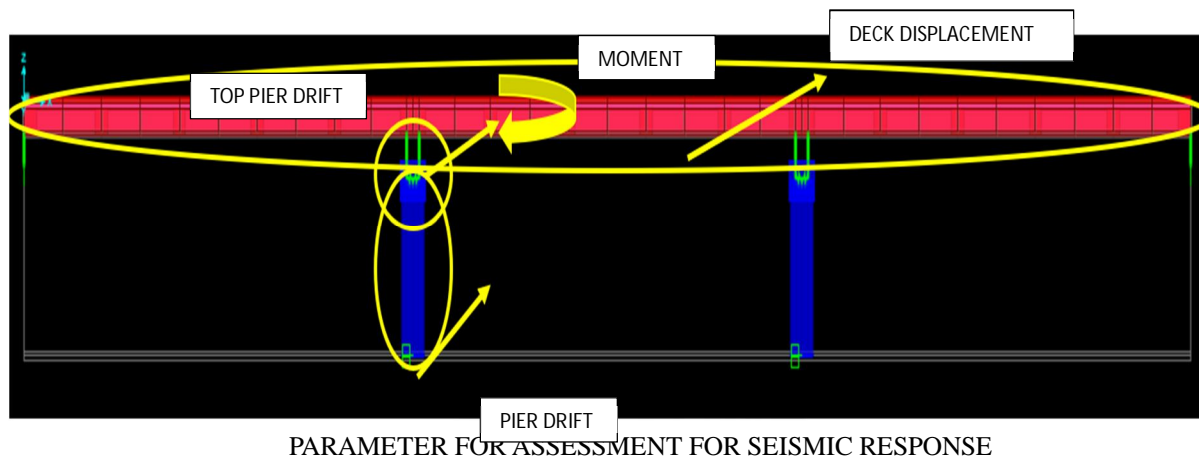 DECK DISPLACEMENT
MOMENT
TOP PIER DRIFT
Z
X
PIER DRIFT
PARAMETER FOR ASSESSMENT FOR SEISMIC RESPONSE